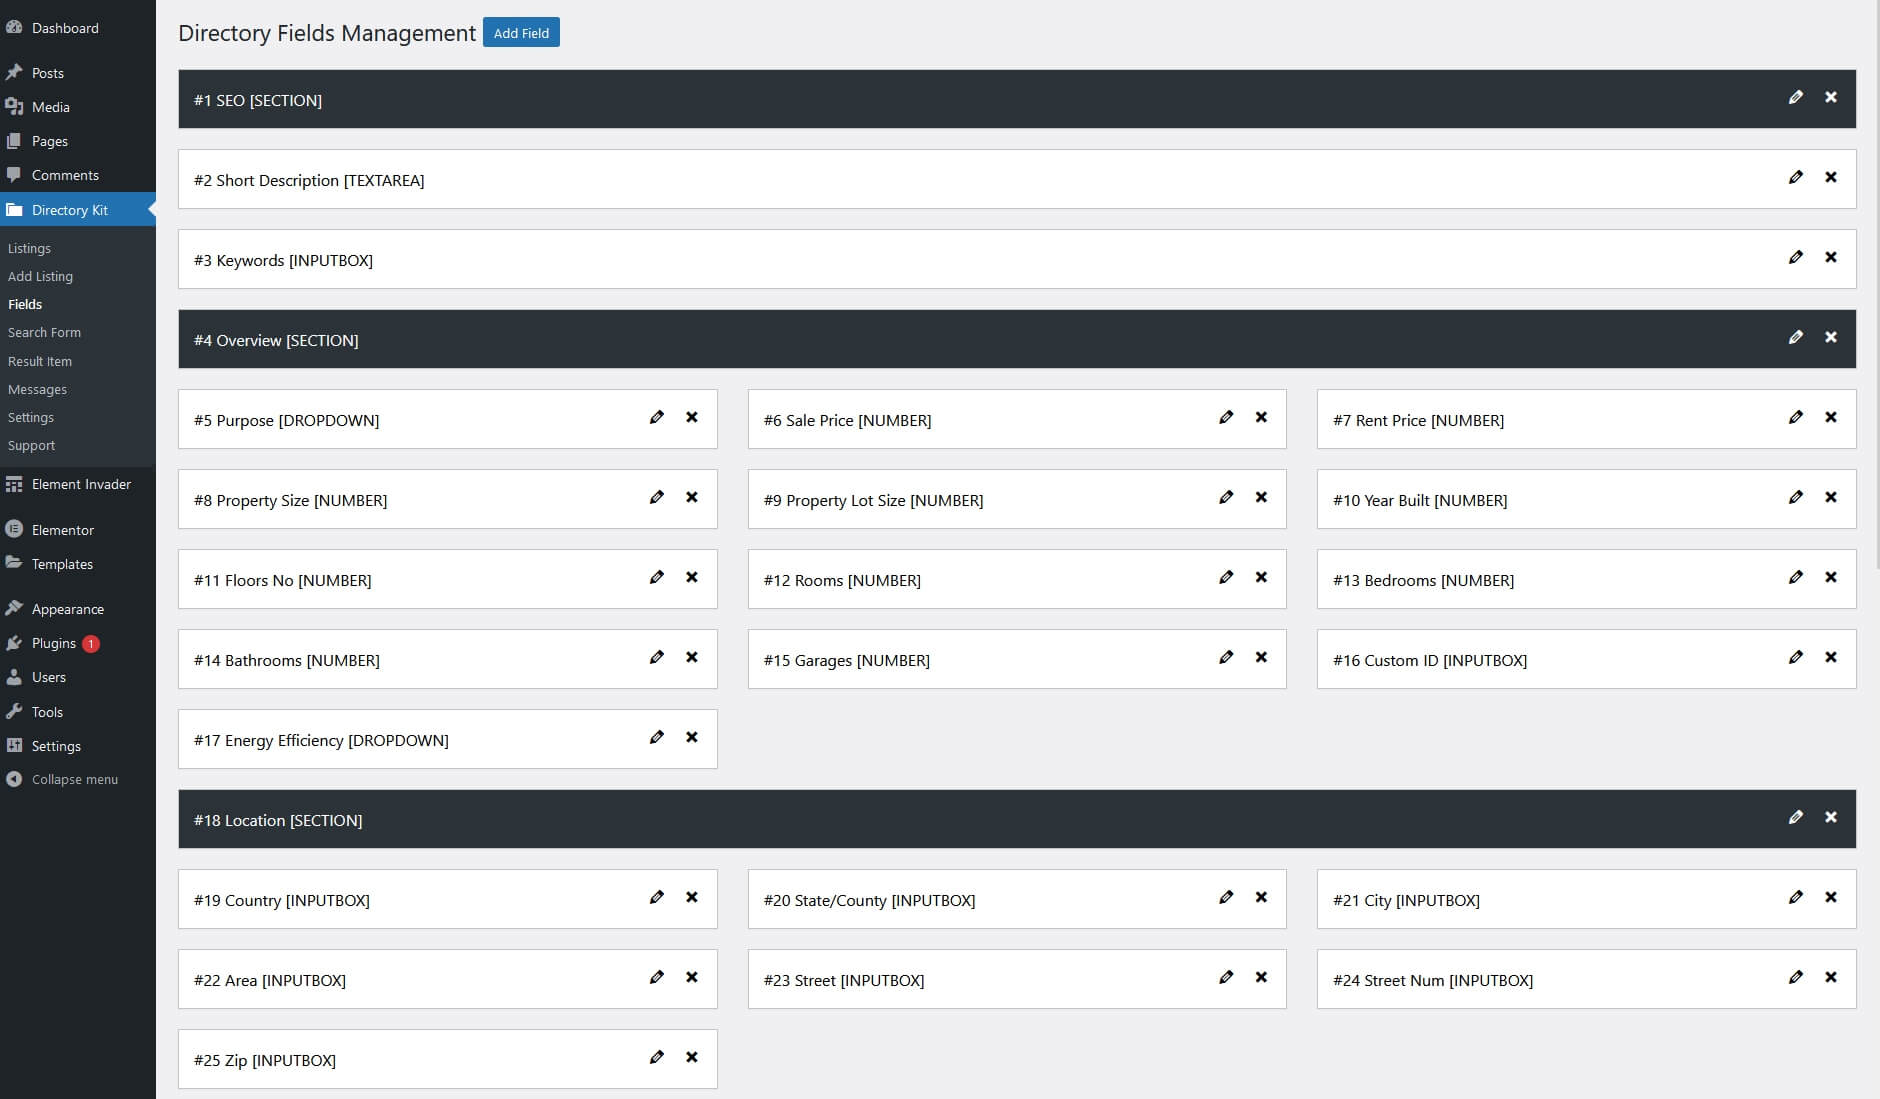 Dashboard
Posts
Media
Pages
Comments
Directory Kit
Listings
Add Listing
Fields
Search Form
Result Item
Messages
Settings
Support
Element Invader
Elementor
Templates
Appearance
Plugins 1
Users
Tools
Settings
Collapse menu
Directory Fields Management Add Field
#1 SEO [SECTION]
#2 Short Description [TEXTAREA]
#3 Keywords [INPUTBOX]
#4 Overview [SECTION]
#5 Purpose [DROPDOWN]
#6 Sale Price [NUMBER]
#7 Rent Price [NUMBER]
#8 Property Size [NUMBER]
#9 Property Lot Size [NUMBER]
#10 Year Built [NUMBER]
#11 Floors No [NUMBER]
#12 Rooms [NUMBER]
#13 Bedrooms [NUMBER]
#14 Bathrooms [NUMBER]
#15 Garages [NUMBER]
#16 Custom ID [INPUTBOX]
#17 Energy Efficiency [DROPDOWN]
#18 Location [SECTION]
#19 Country [INPUTBOX]
#20 State/County [INPUTBOX]
#21 City [INPUTBOX]
#22 Area [INPUTBOX]
#23 Street [INPUTBOX]
#24 Street Num [INPUTBOX]
#25 Zip [INPUTBOX]